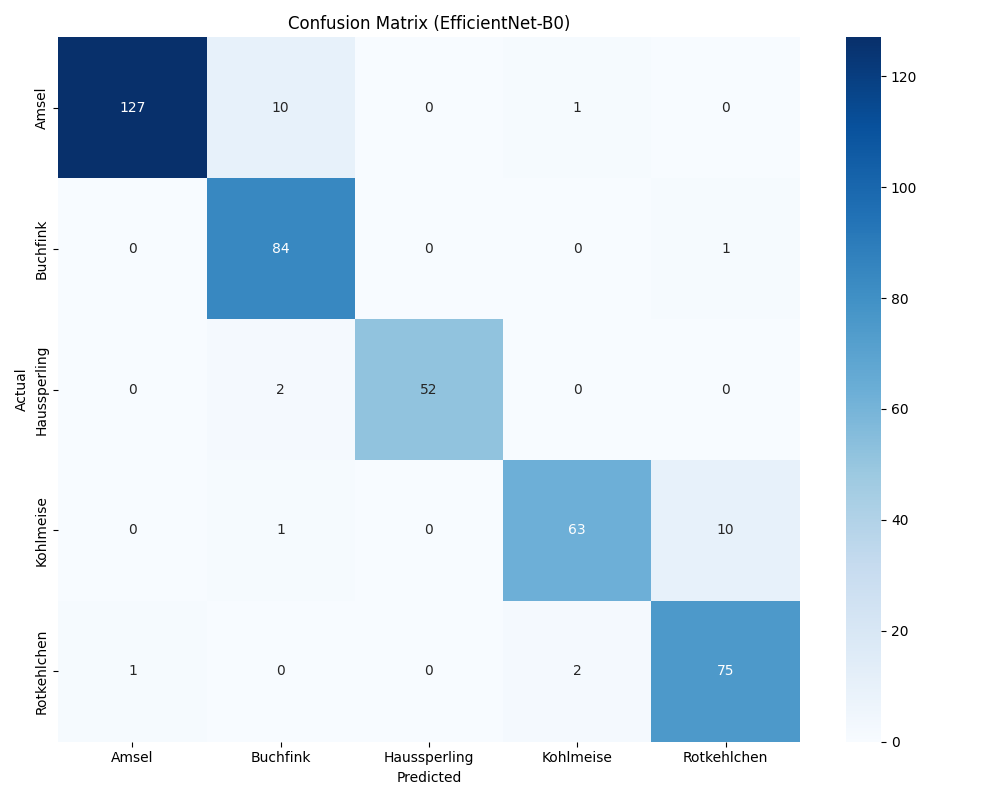 Confusion Matrix (EfficientNet-B0)
Actual
Amsel 127 10 0 1 0
Buchfink 0 84 0 0 1
Haussperling 0 2 52 0 0
Kohlmeise 0 1 0 63 10
Rotkehlchen 1 0 0 2 75
Amsel Buchfink Haussperling Kohlmeise Rotkehlchen
Predicted
120
100
80
60
40
20
0